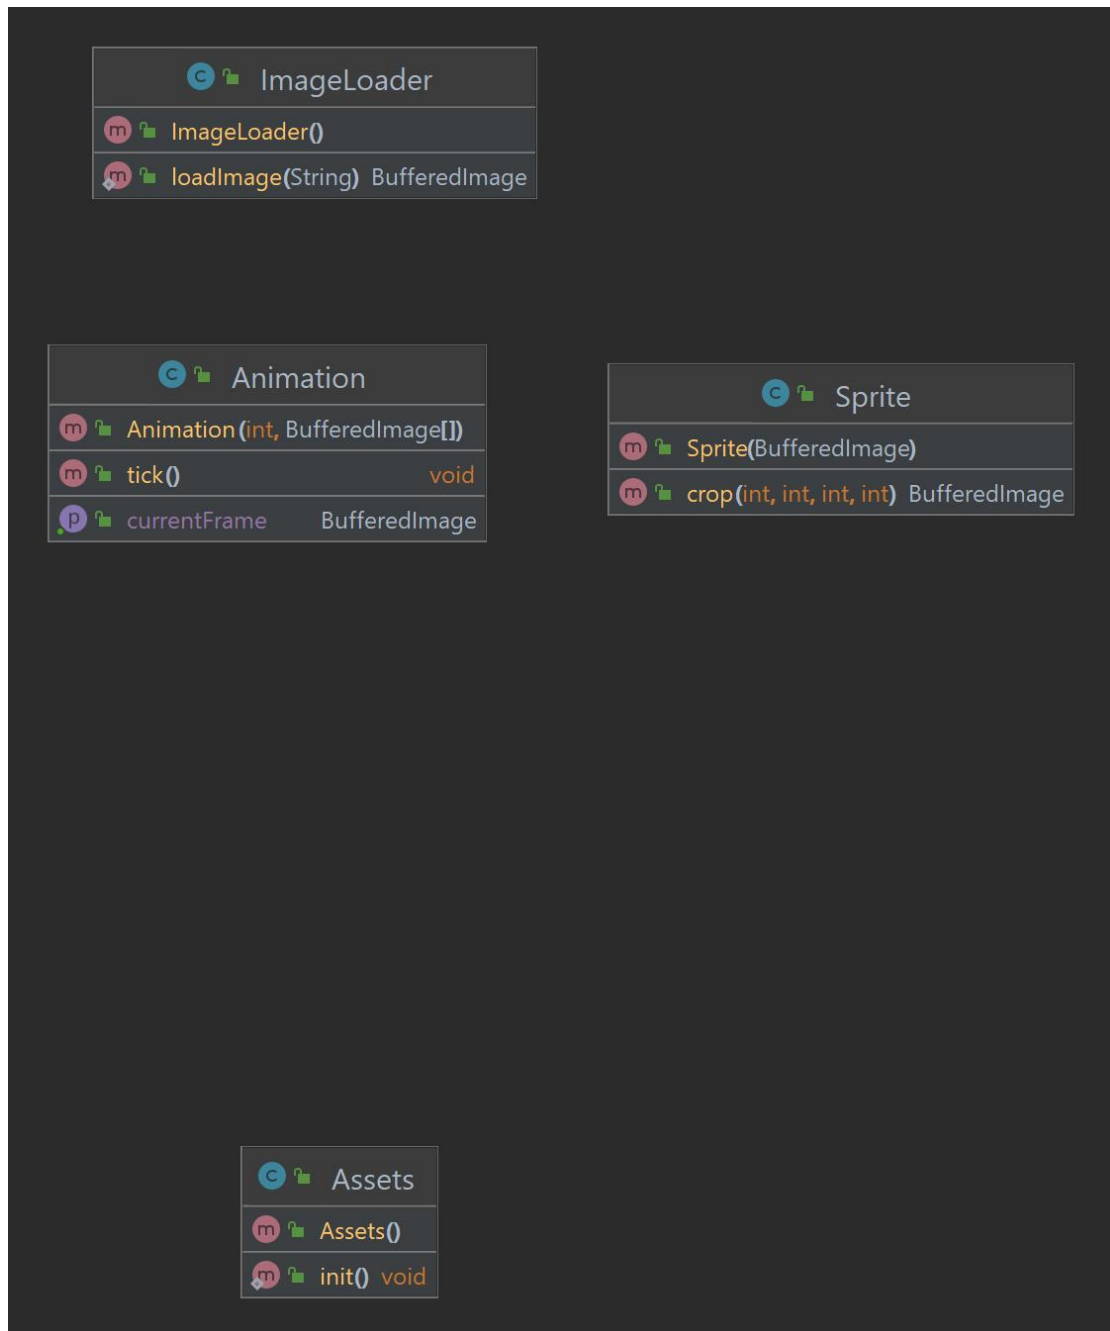 ImageLoader
ImageLoader()
loadImage(String) BufferedImage
Animation
Animation(int, BufferedImage[])
tick() void
currentFrame BufferedImage
Sprite
Sprite(BufferedImage)
crop(int, int, int, int) BufferedImage
Assets
Assets()
init() void